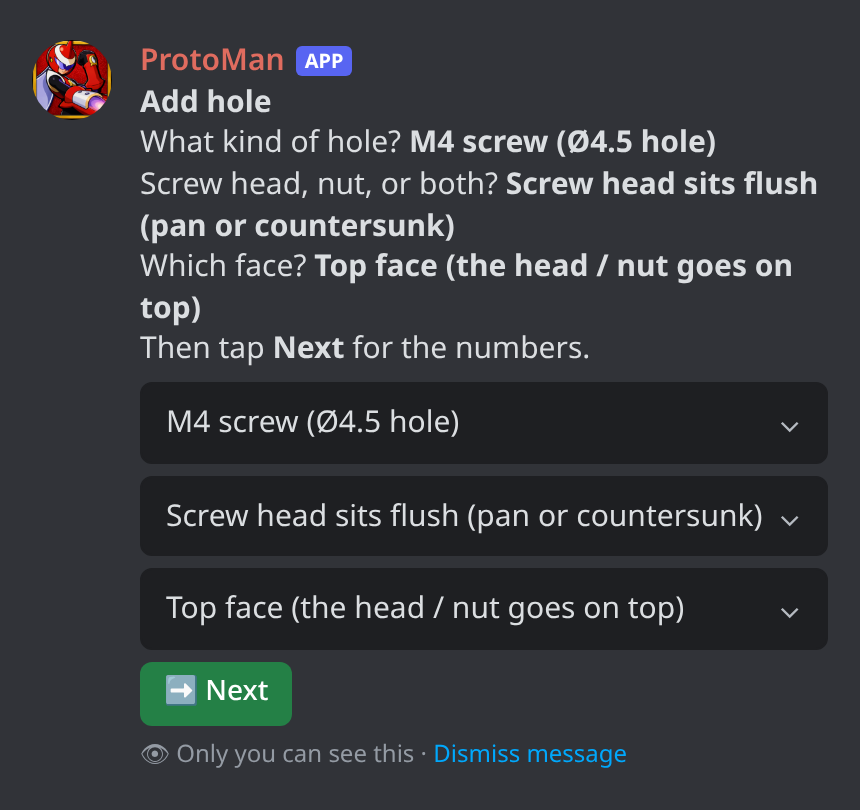 ProtoMan APP
Add hole
What kind of hole? M4 screw (Ø4.5 hole)
Screw head, nut, or both? Screw head sits flush
(pan or countersunk)
Which face? Top face (the head / nut goes on
top)
Then tap Next for the numbers.
M4 screw (Ø4.5 hole)
Screw head sits flush (pan or countersunk)
Top face (the head / nut goes on top)
➡️ Next
Only you can see this · Dismiss message